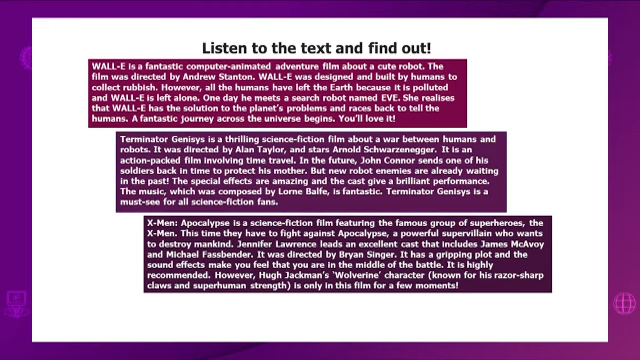 Listen to the text and find out!
WALL-E is a fantastic computer-animated adventure film about a cute robot. The
film was directed by Andrew Stanton. WALL-E was designed and built by humans to
collect rubbish. However, all the humans have left the Earth because it is polluted
and WALL-E is left alone. One day he meets a search robot named EVE. She realises
that WALL-E has the solution to the planet's problems and races back to tell the
humans. A fantastic journey across the universe begins. You'll love it!
Terminator Genisys is a thrilling science-fiction film about a war between humans and
robots. It was directed by Alan Taylor, and stars Arnold Schwarzenegger. It is an
action-packed film involving time travel. In the future, John Connor sends one of his
soldiers back in time to protect his mother. But new robot enemies are already waiting
in the past! The special effects are amazing and the cast give a brilliant performance.
The music, which was composed by Lorne Balfe, is fantastic. Terminator Genisys is a
must-see for all science-fiction fans.
X-Men: Apocalypse is a science-fiction film featuring the famous group of superheroes, the
X-Men. This time they have to fight against Apocalypse, a powerful supervillain who wants
to destroy mankind. Jennifer Lawrence leads an excellent cast that includes James McAvoy
and Michael Fassbender. It was directed by Bryan Singer. It has a gripping plot and the
sound effects make you feel that you are in the middle of the battle. It is highly
recommended. However, Hugh Jackman's 'Wolverine' character (known for his razor-sharp
claws and superhuman strength) is only in this film for a few moments!